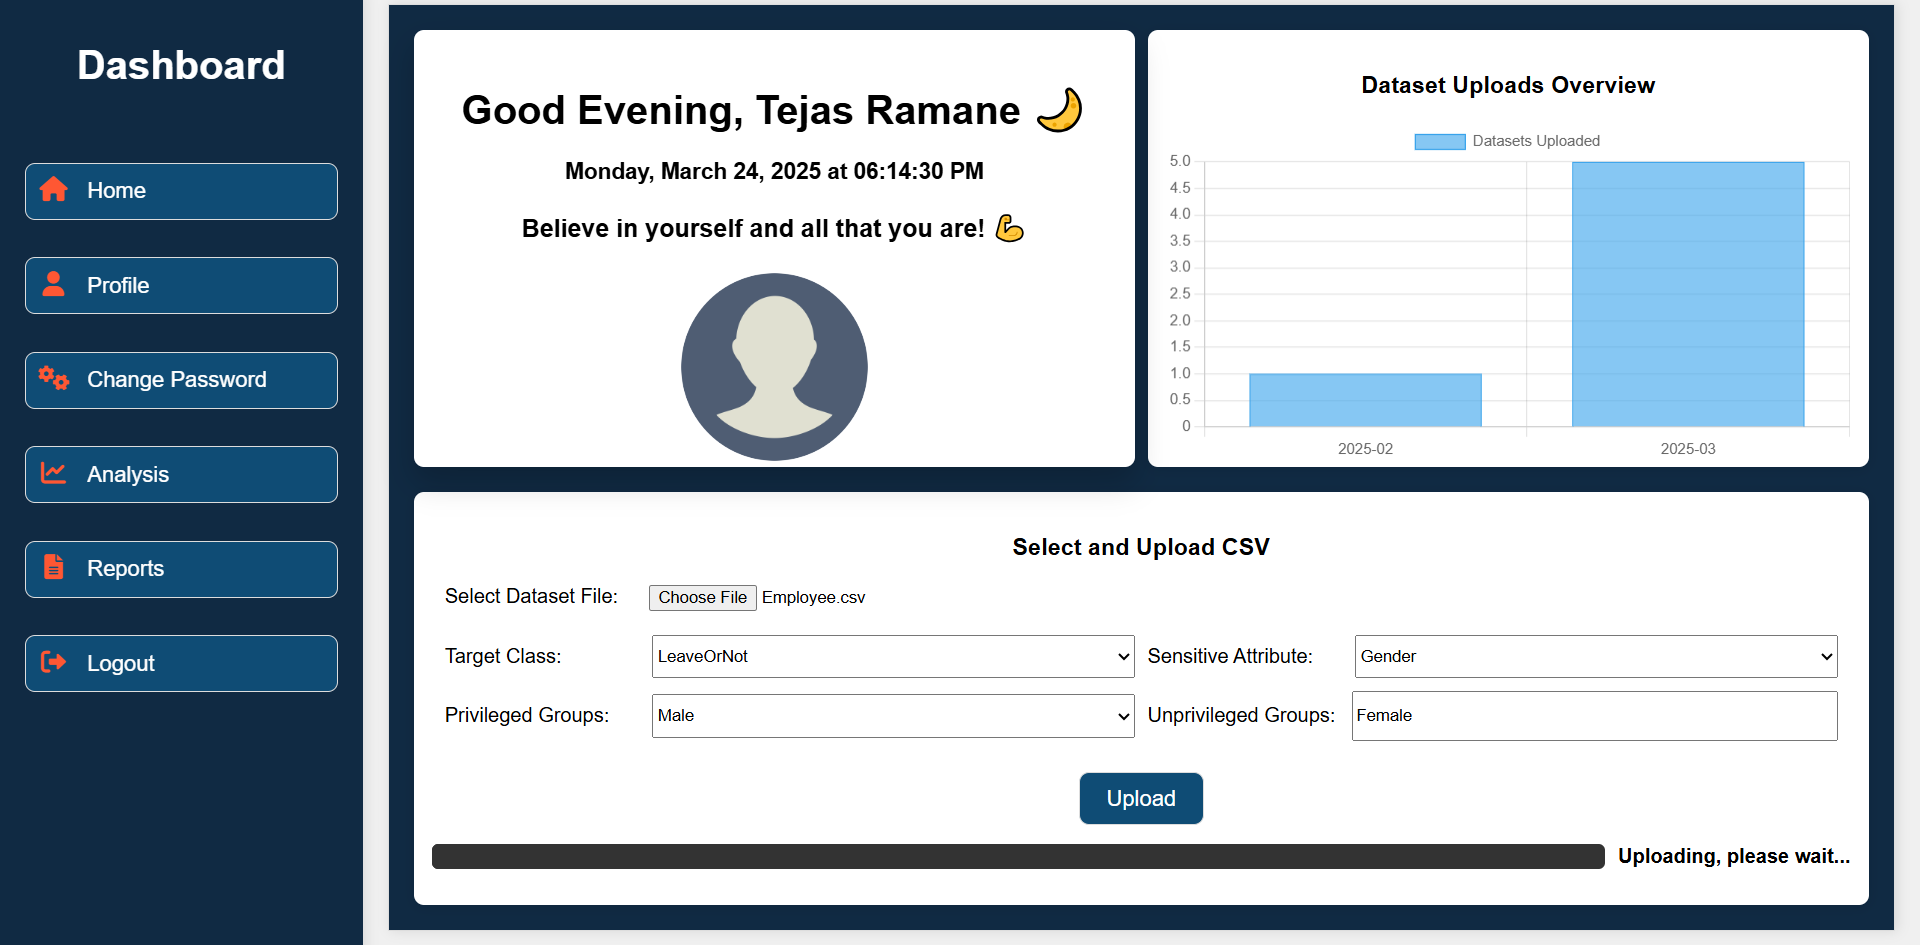 Dashboard
Home
Profile
Change Password
Analysis
Reports
Logout
Good Evening, Tejas Ramane 🌙
Monday, March 24, 2025 at 06:14:30 PM
Believe in yourself and all that you are! 💪
Dataset Uploads Overview
Datasets Uploaded
5.0
4.5
4.0
3.5
3.0
2.5
2.0
1.5
1.0
0.5
0
2025-02 2025-03
Select and Upload CSV
Select Dataset File: Choose File Employee.csv
Target Class: LeaveOrNot Sensitive Attribute: Gender
Privileged Groups: Male Unprivileged Groups: Female
Upload
Uploading, please wait...